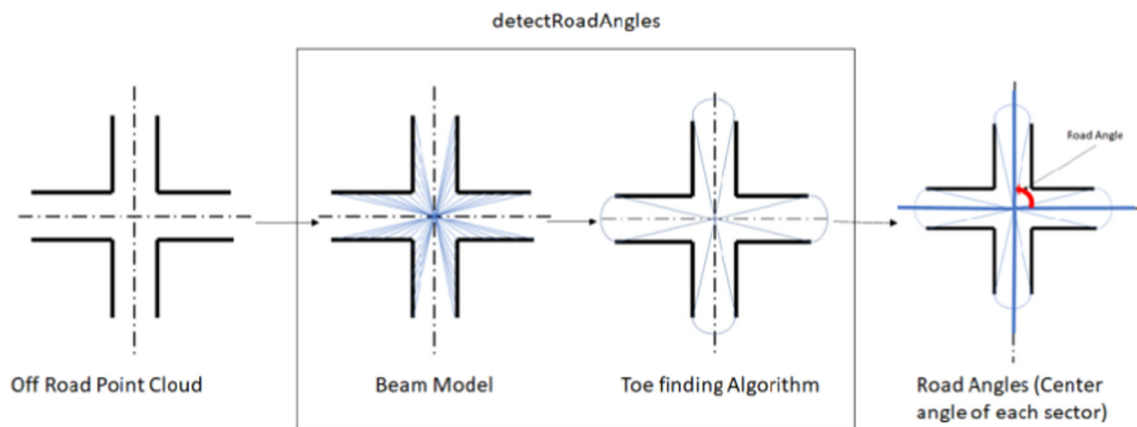 detectRoadAngles
Road Angle
Off Road Point Cloud
Beam Model
Toe finding Algorithm
Road Angles (Center
angle of each sector)